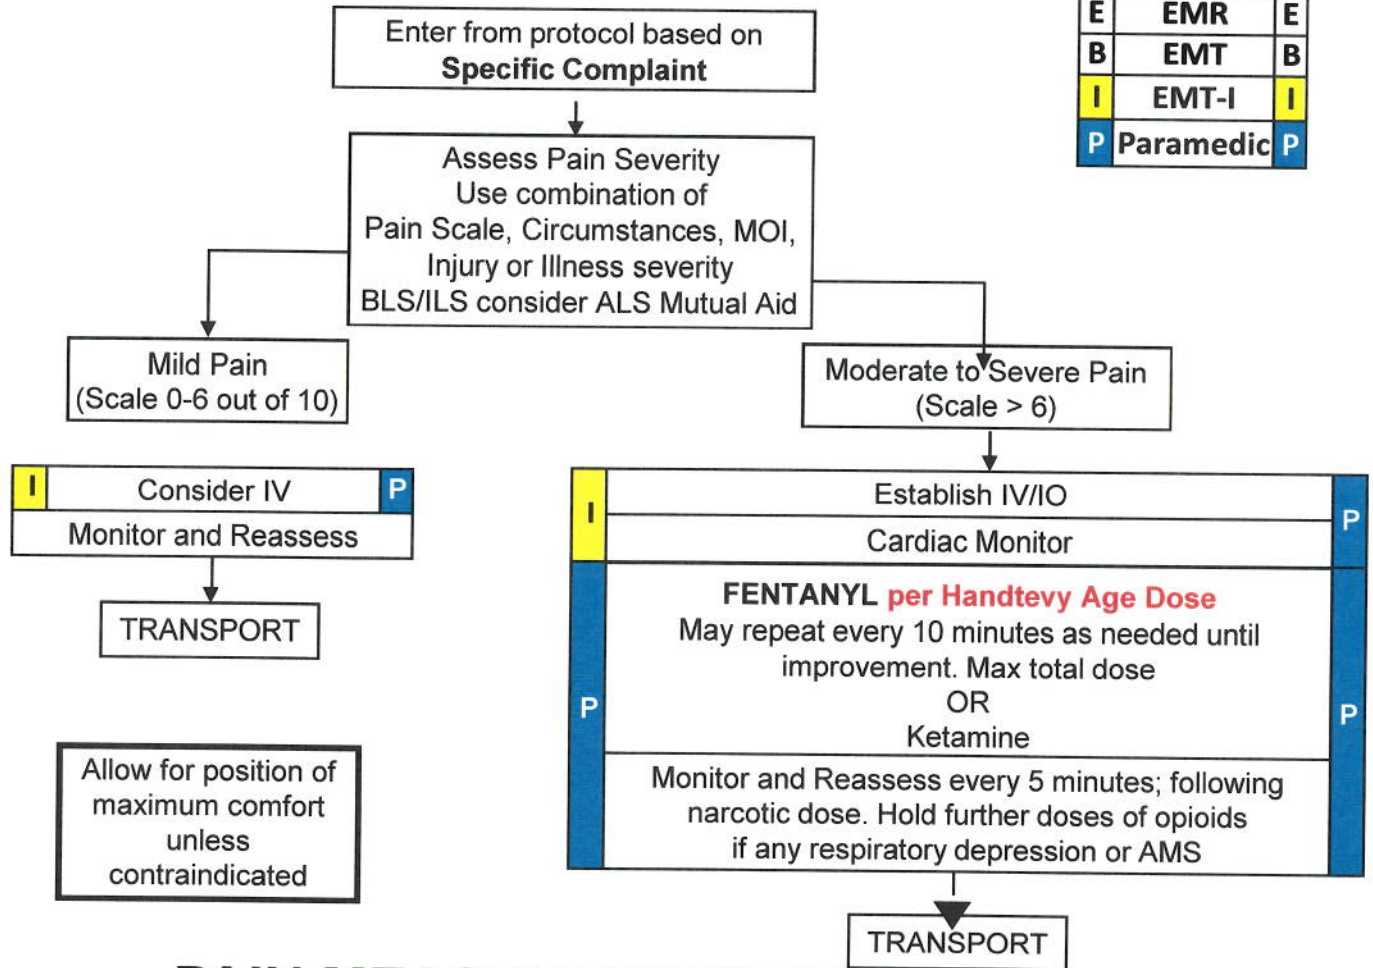 Enter from protocol based on
Specific Complaint
E EMR E
B EMT B
I EMT-I I
P Paramedic P
Assess Pain Severity
Use combination of
Pain Scale, Circumstances, MOI,
Injury or Illness severity
BLS/ILS consider ALS Mutual Aid
Mild Pain
(Scale 0-6 out of 10)
Moderate to Severe Pain
(Scale > 6)
I Consider IV P
Monitor and Reassess
TRANSPORT
Allow for position of
maximum comfort
unless
contraindicated
I Establish IV/IO P
Cardiac Monitor
FENTANYL per Handtevy Age Dose
May repeat every 10 minutes as needed until
improvement. Max total dose
P OR P
Ketamine
Monitor and Reassess every 5 minutes; following
narcotic dose. Hold further doses of opioids
if any respiratory depression or AMS
TRANSPORT